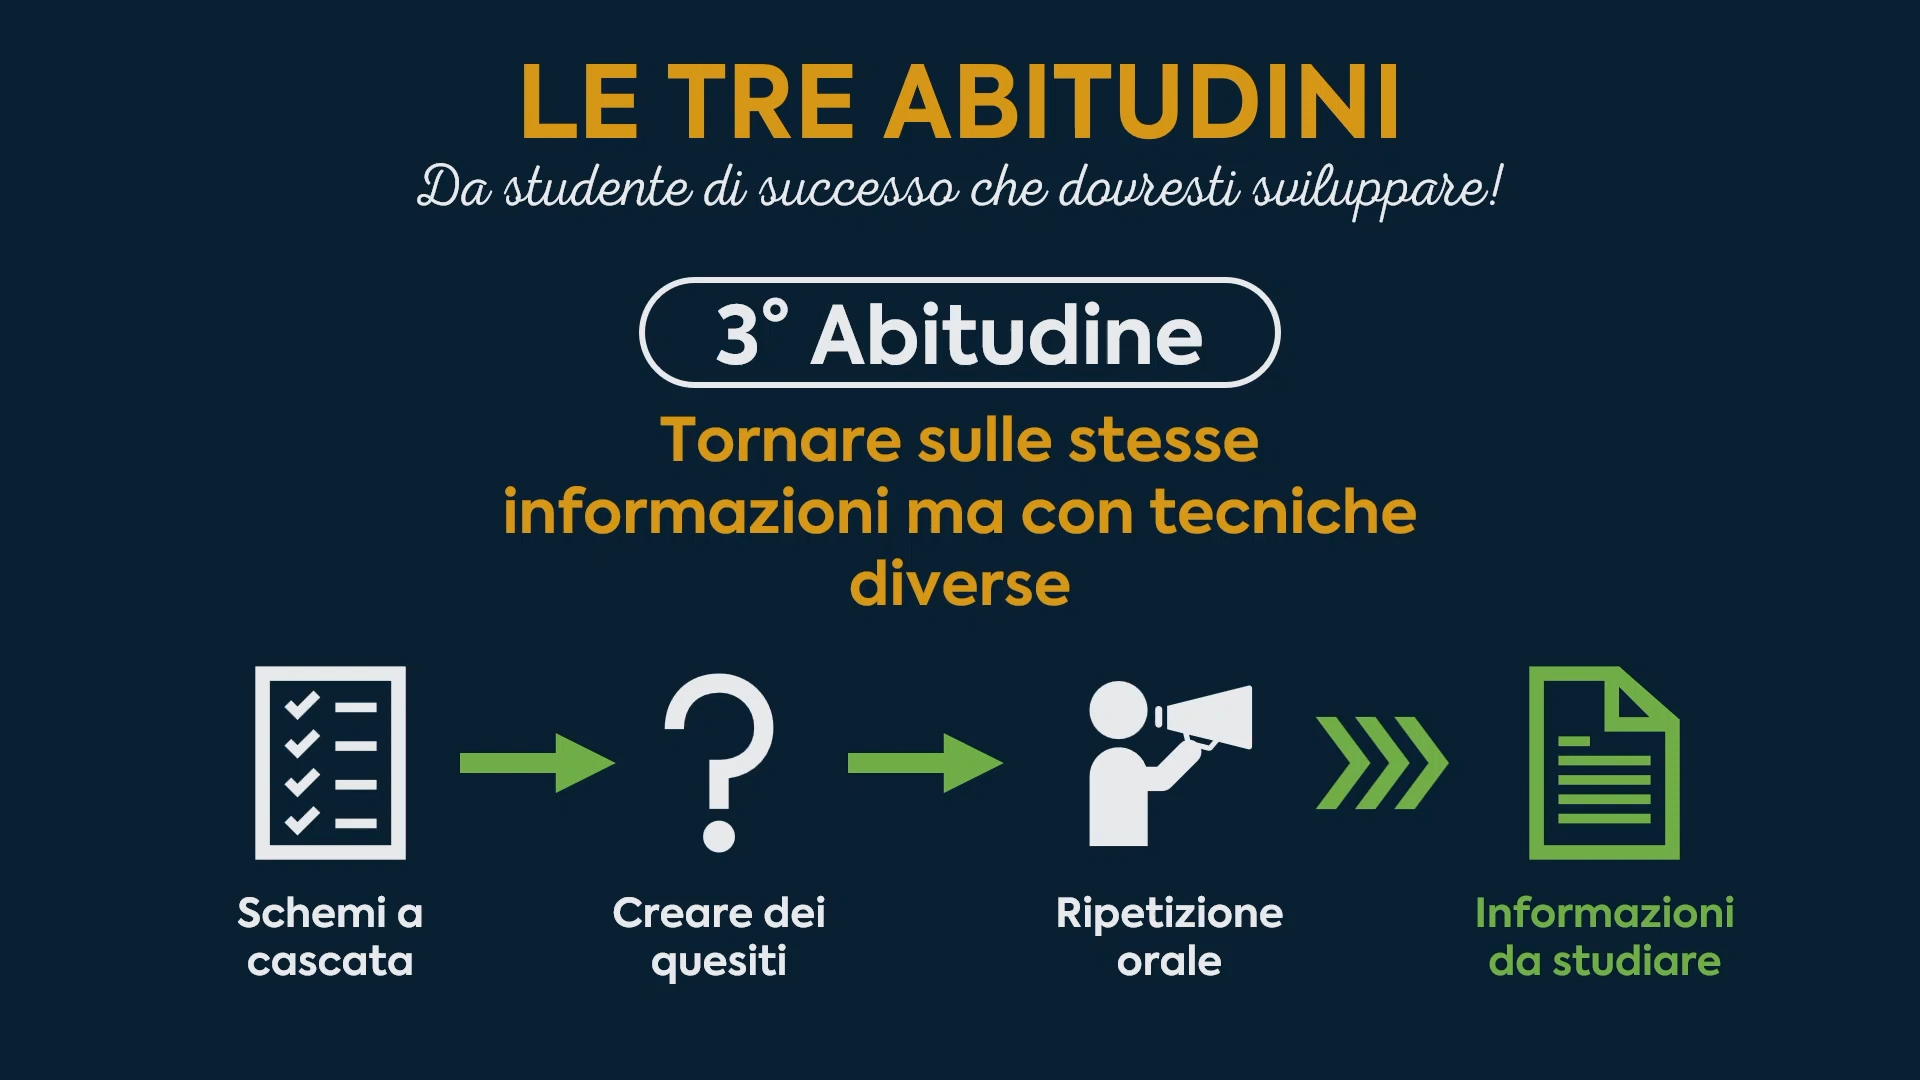 LE TRE ABITUDINI
Da studente di successo che dovresti sviluppare!
3° Abitudine
Tornare sulle stesse
informazioni ma con tecniche
diverse
Schemi a
cascata
Creare dei
quesiti
Ripetizione
orale
Informazioni
da studiare